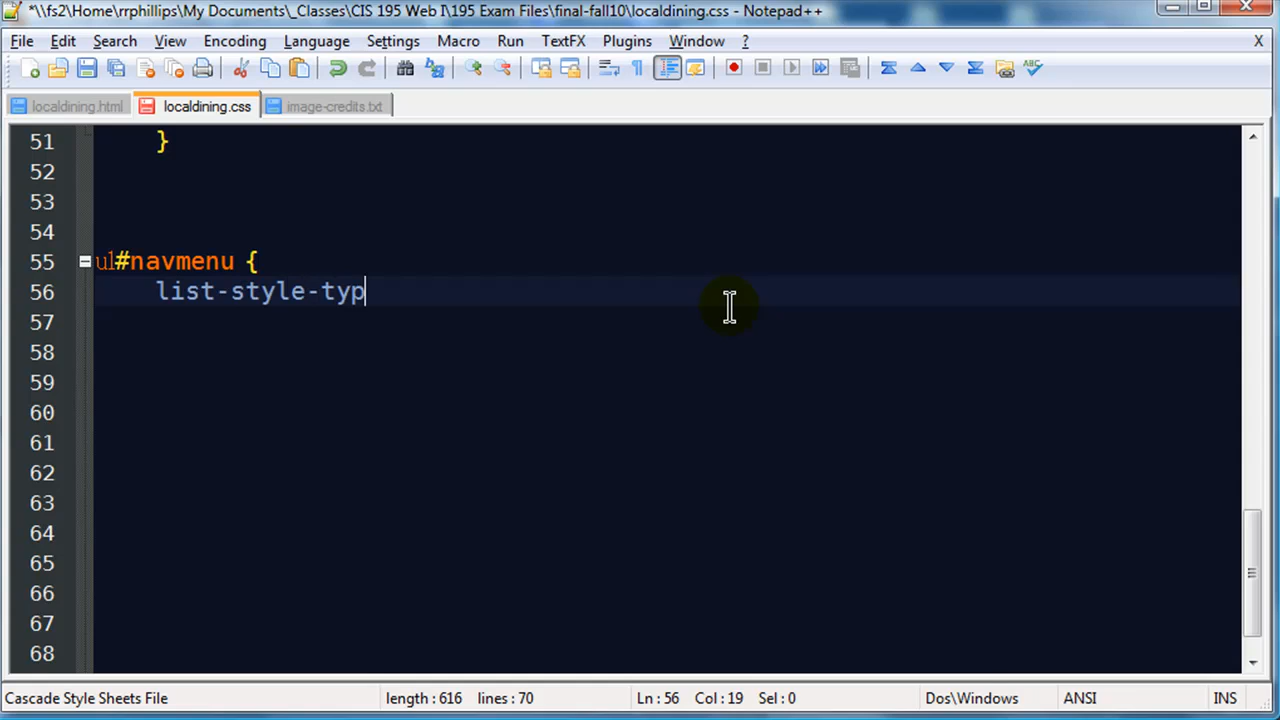 *\\fs2\Home\rrphillips\My Documents\_Classes\CIS 195 Web I\195 Exam Files\final-fall10\localdining.css - Notepad++
File Edit Search View Encoding Language Settings Macro Run TextFX Plugins Window ? X
localdining.html localdining.css image-credits.txt
51 }
52
53
54
55 ul#navmenu {
56 list-style-typ
57
58
59
60
61
62
63
64
65
66
67
68
Cascade Style Sheets File length : 616 lines : 70 Ln : 56 Col : 19 Sel : 0 Dos\Windows ANSI INS